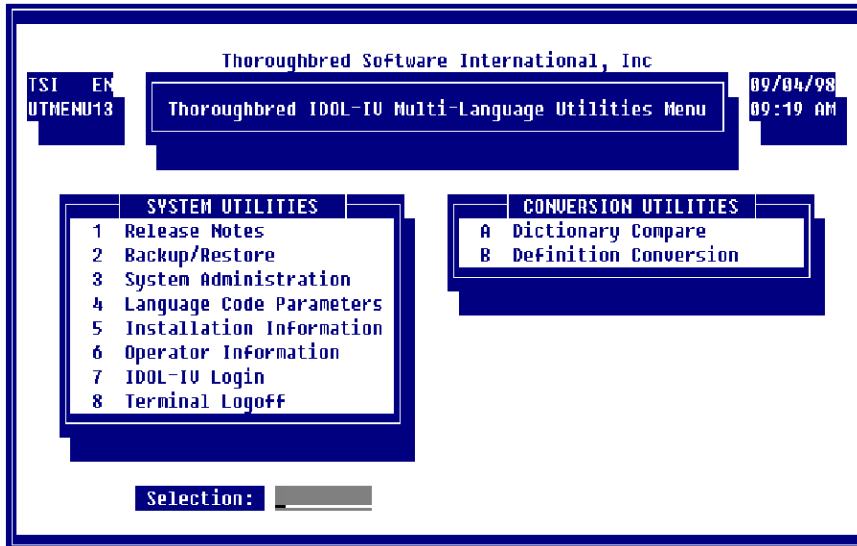 Thoroughbred Software International, Inc
TSI EN
UTMENU13
Thoroughbred IDOL-IV Multi-Language Utilities Menu
09/04/98
09:19 AM
SYSTEM UTILITIES
1 Release Notes
2 Backup/Restore
3 System Administration
4 Language Code Parameters
5 Installation Information
6 Operator Information
7 IDOL-IV Login
8 Terminal Logoff
CONVERSION UTILITIES
A Dictionary Compare
B Definition Conversion
Selection: